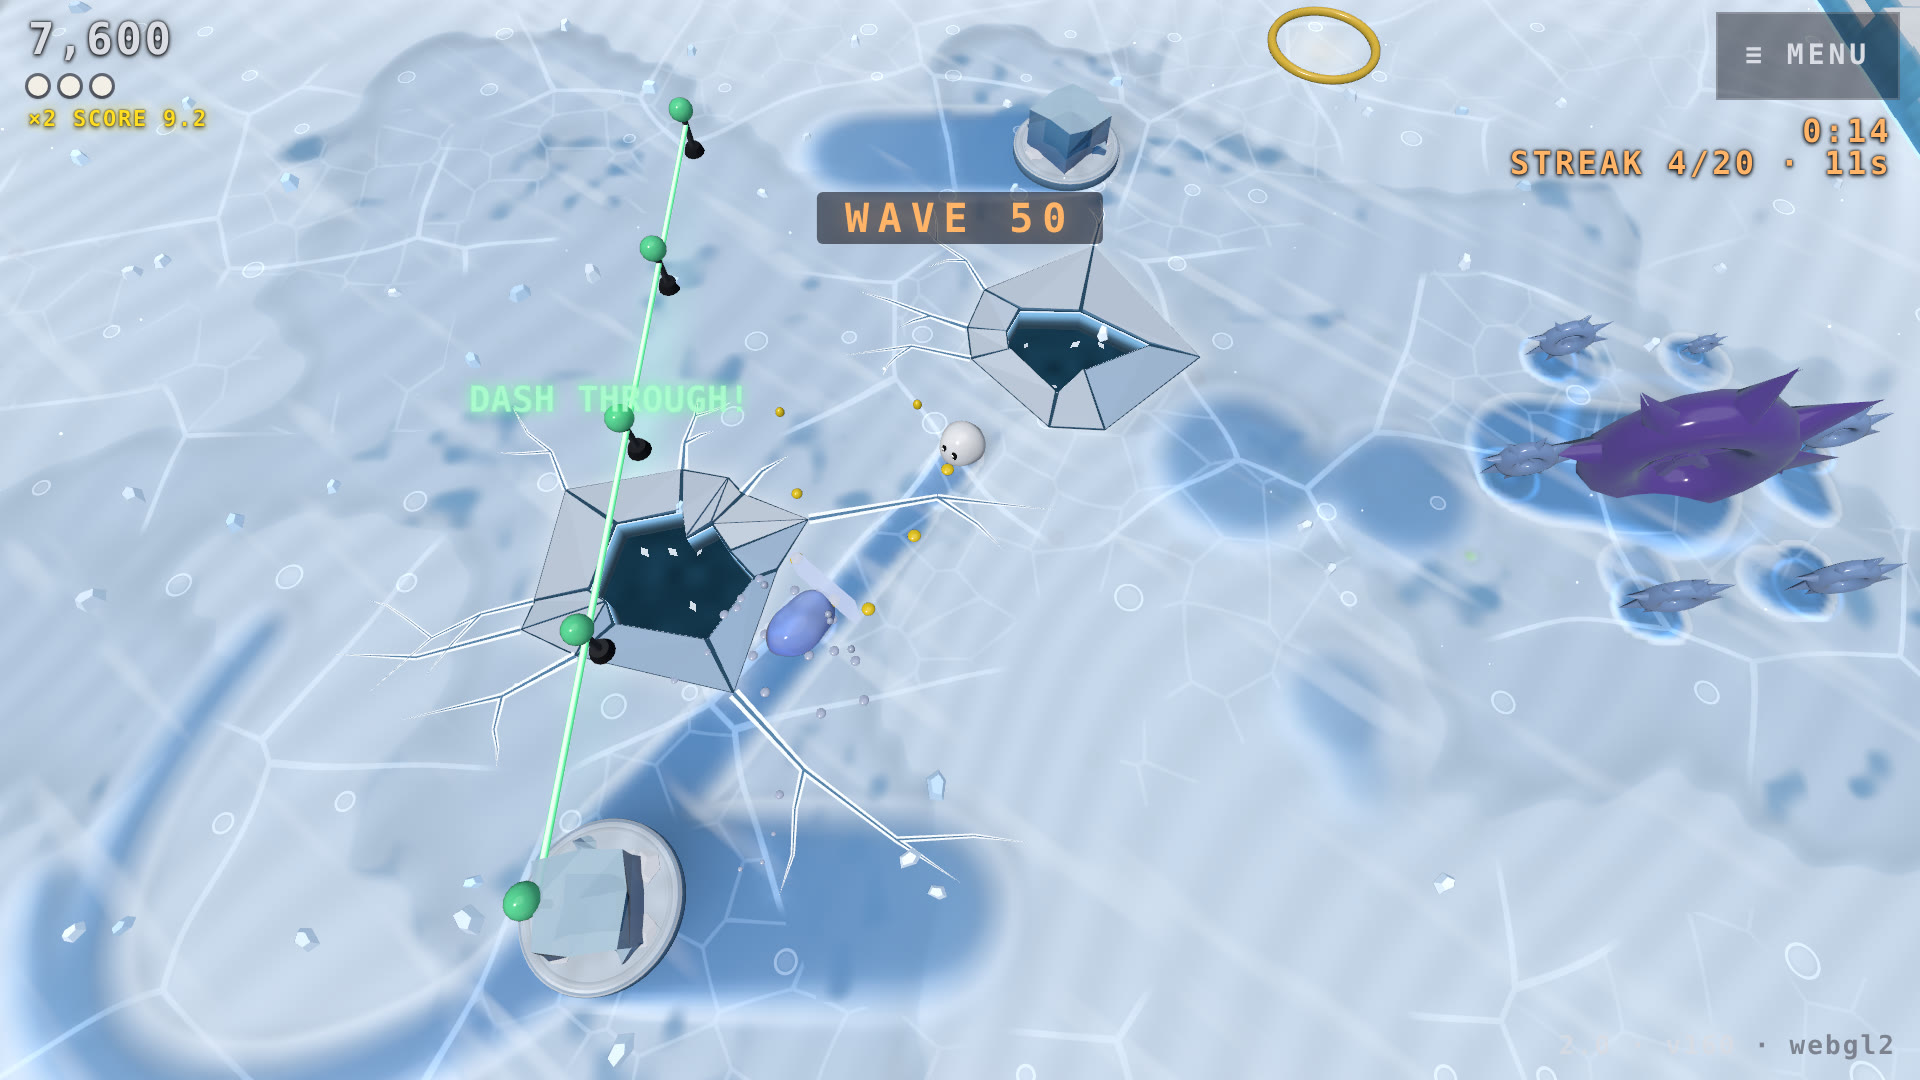 7,600
×2 SCORE 9.2
≡ MENU
0:14
STREAK 4/20 · 11s
WAVE 50
DASH THROUGH!
· webgl2